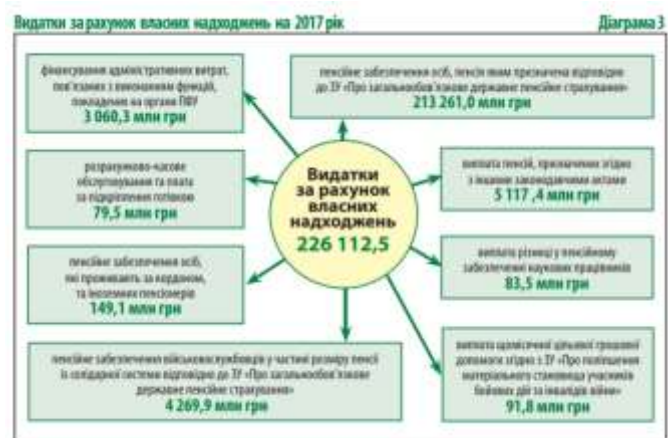 Видатки за рахунок власних надходжень на 2017 рік
Діаграма 3
фінансування адміністративних витрат,
пов'язаних з виконанням функцій,
покладених на органи ПФУ
3 060,3 млн грн
пенсійне забезпечення осіб, пенсія яким призначена відповідно
до ЗУ «Про загальнообов'язкове державне пенсійне страхування»
213 261,0 млн грн
розрахунково-касове
обслуговування та плата
за підкріплення готівкою
79,5 млн грн
Видатки
за рахунок
власних
надходжень
226 112,5
виплата пенсій, призначених згідно
з іншими законодавчими актами
5 117 ,4 млн грн
пенсійне забезпечення осіб,
які проживають за кордоном,
та іноземних пенсіонерів
149,1 млн грн
виплата різниці у пенсійному
забезпеченні наукових працівників
83,5 млн грн
пенсійне забезпечення військовослужбовців у частині розміру пенсії
із солідарної системи відповідно до ЗУ «Про загальнообов'язкове
державне пенсійне страхування»
4 269,9 млн грн
виплата щомісячної цільової грошової
допомоги згідно з ЗУ «Про поліпшення
матеріального становища учасників
бойових дій та інвалідів війни»
91,8 млн грн